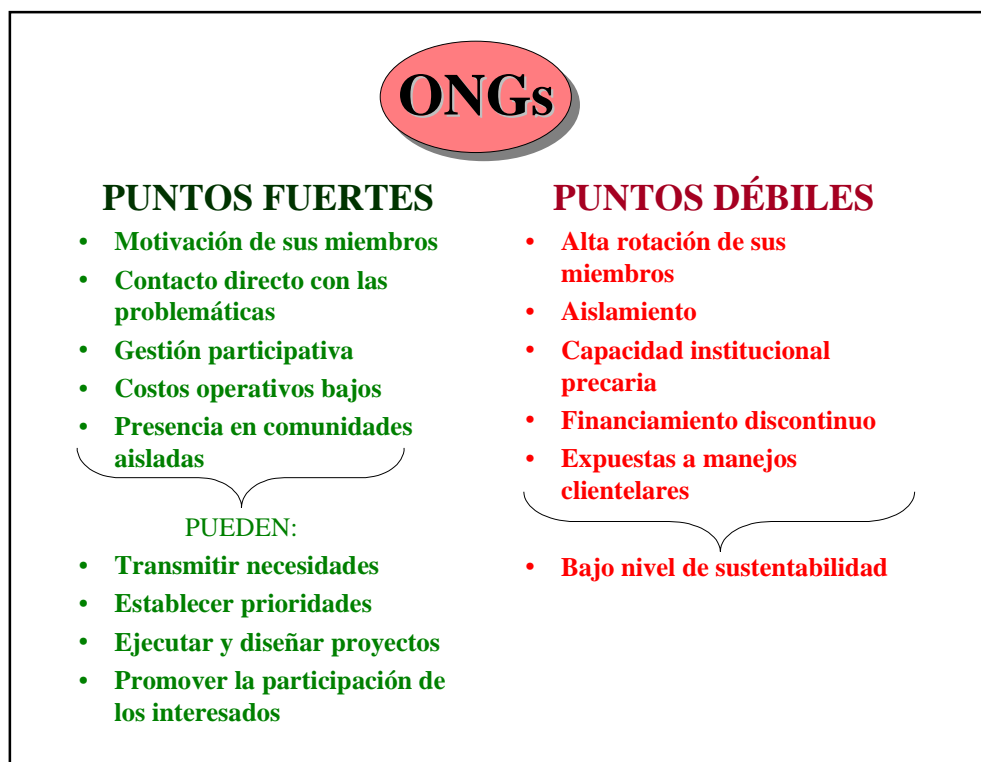 ONGs
PUNTOS FUERTES
• Motivación de sus miembros
• Contacto directo con las
problemáticas
• Gestión participativa
• Costos operativos bajos
• Presencia en comunidades
aisladas
PUEDEN:
• Transmitir necesidades
• Establecer prioridades
• Ejecutar y diseñar proyectos
• Promover la participación de
los interesados
PUNTOS DÉBILES
• Alta rotación de sus
miembros
• Aislamiento
• Capacidad institucional
precaria
• Financiamiento discontinuo
• Expuestas a manejos
clientelares
• Bajo nivel de sustentabilidad